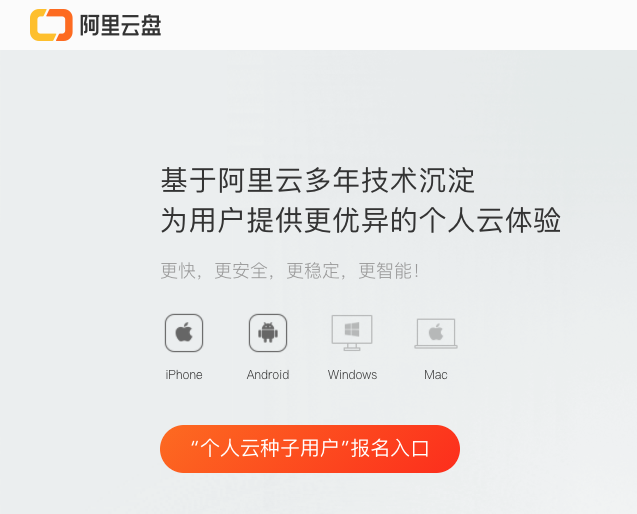 阿里云盘
基于阿里云多年技术沉淀
为用户提供更优异的个人云体验
更快，更安全，更稳定，更智能！
iPhone Android Windows Mac
“个人云种子用户”报名入口